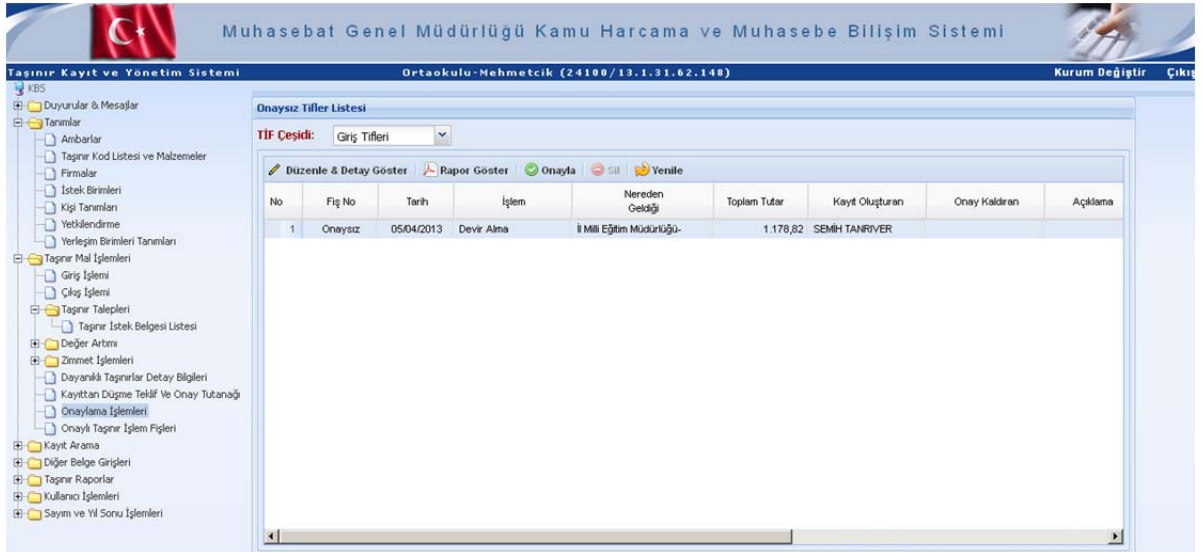 Muhasebat Genel Müdürlüğü Kamu Harcama ve Muhasebe Bilişim Sistemi
Taşınır Kayıt ve Yönetim Sistemi
Ortaokulu-Mehmetcik (24100/13.1.31.62.148)
Kurum Değiştir
Çıkış
KBS
Duyurular & Mesajlar
Tanımlar
Ambarlar
Taşınır Kod Listesi ve Malzemeler
Firmalar
İstek Birimleri
Kişi Tanımları
Yetkilendirme
Yerleşim Birimleri Tanımları
Taşınır Mal İşlemleri
Giriş İşlemi
Çıkış İşlemi
Taşınır Talepleri
Taşınır İstek Belgesi Listesi
Değer Artımı
Zimmet İşlemleri
Dayanıklı Taşınırlar Detay Bilgileri
Kayıttan Düşme Teklif Ve Onay Tutanağı
Onaylama İşlemleri
Onaylı Taşınır İşlem Fişleri
Kayıt Arama
Diğer Belge Girişleri
Taşınır Raporlar
Kullanıcı İşlemleri
Sayım ve Yıl Sonu İşlemleri
Onaysız Tifler Listesi
TİF Çeşidi: Giriş Tifleri
Düzenle & Detay Göster Rapor Göster Onayla Sil Yenile
No Fiş No Tarih İşlem Nereden Geldiği Toplam Tutar Kayıt Oluşturan Onay Kaldıran Açıklama
1 Onaysız 05/04/2013 Devir Alma İl Milli Eğitim Müdürlüğü- 1.178,82 SEMİH TANRIVER